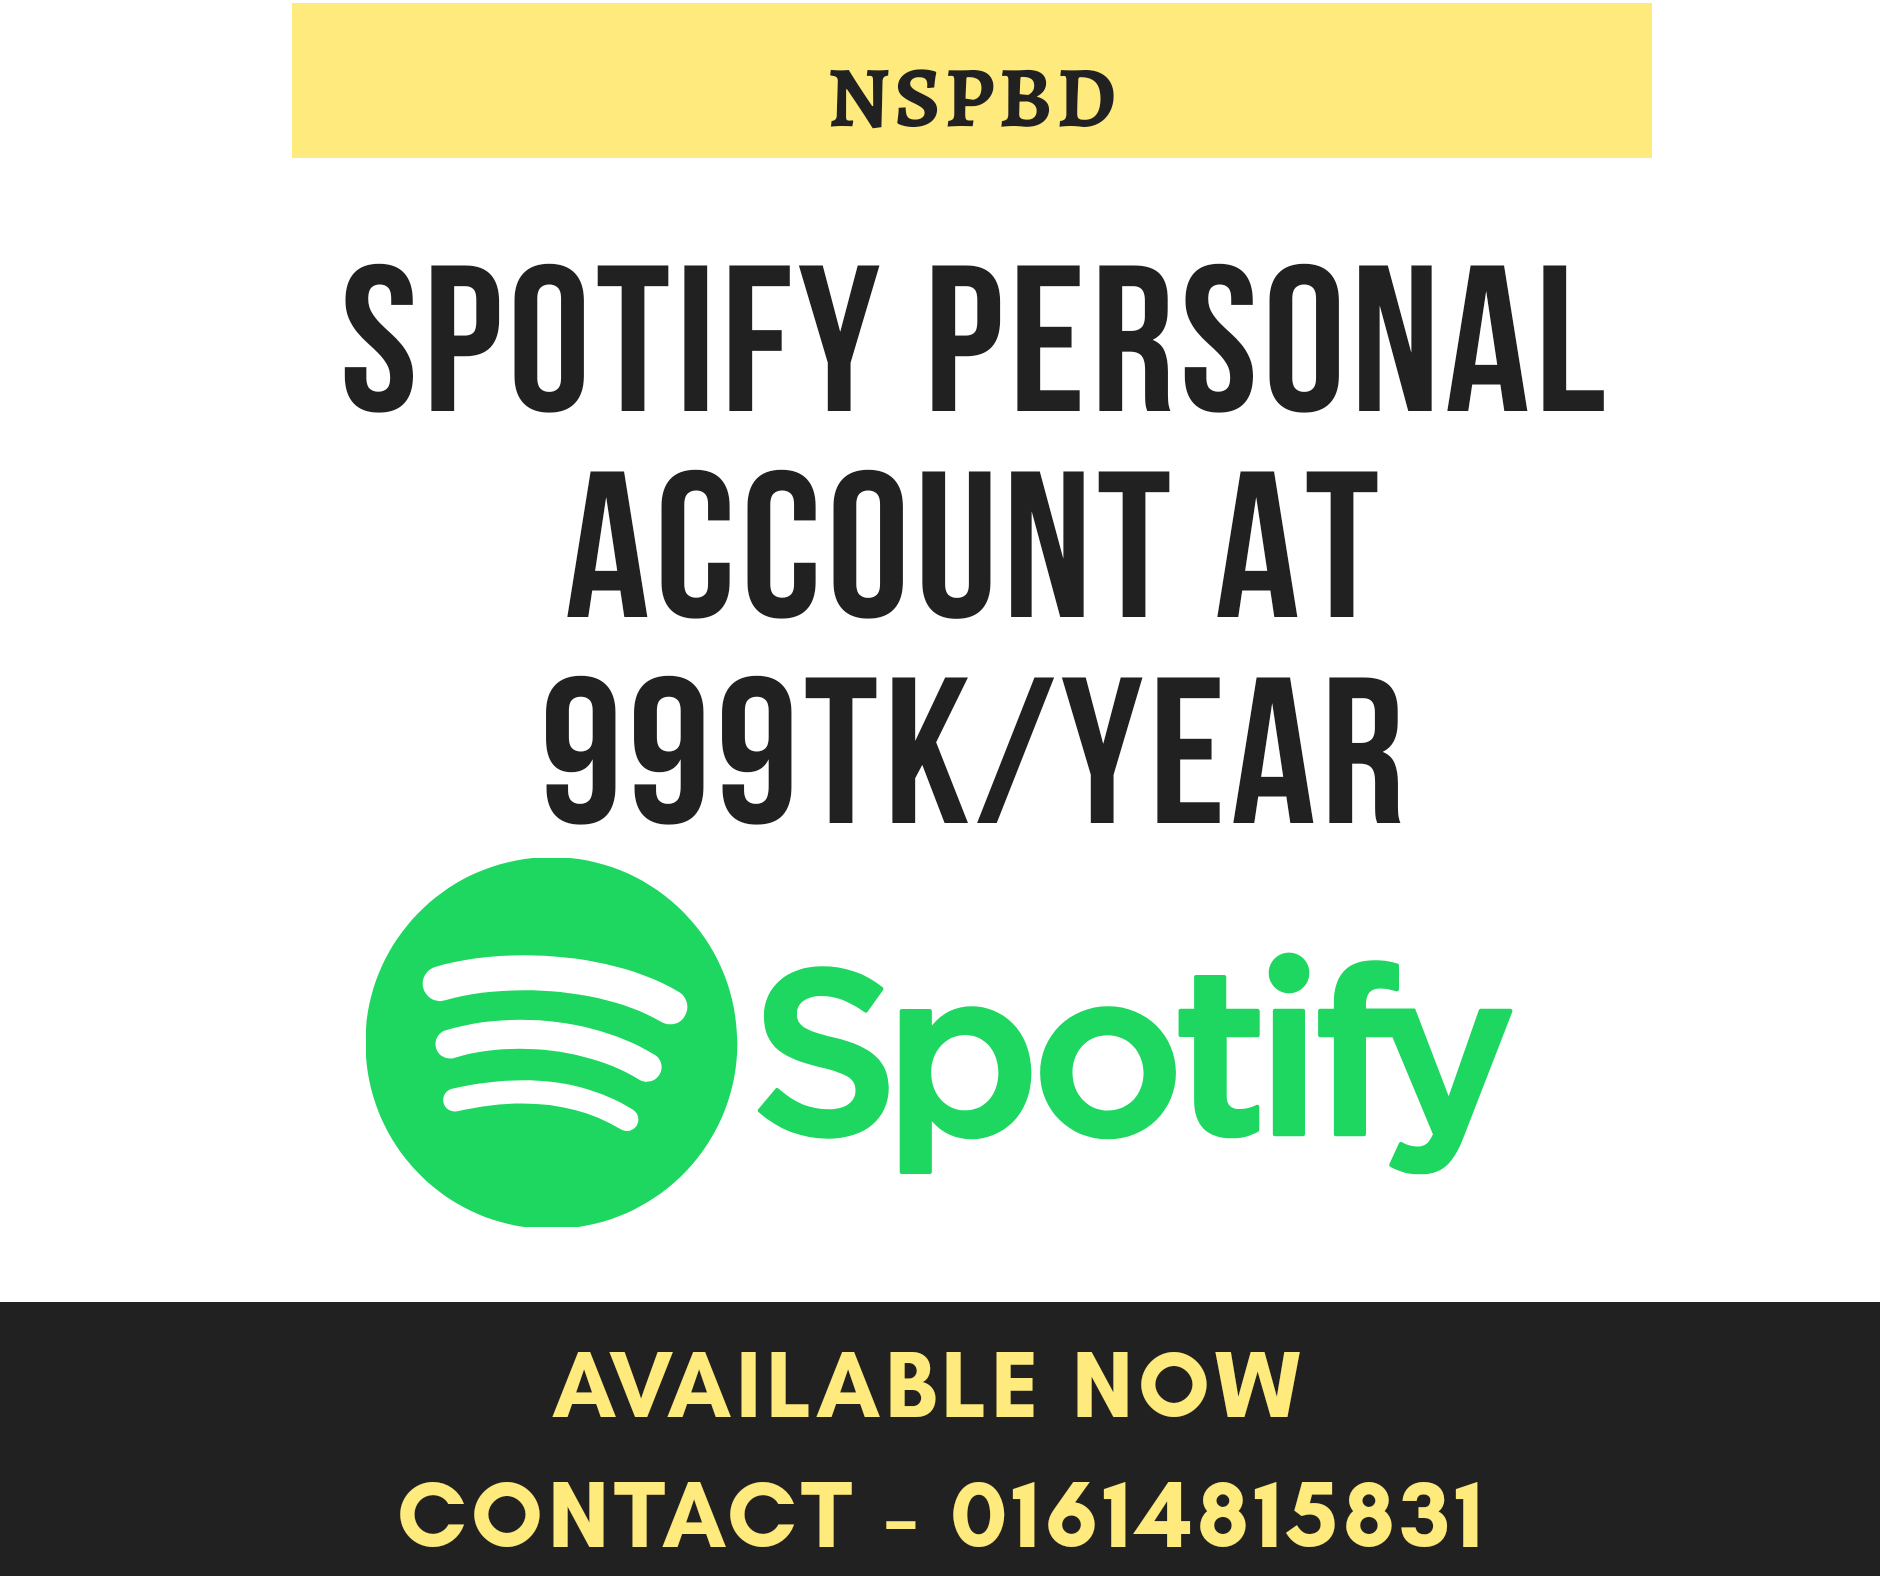 NSPBD
SPOTIFY PERSONAL
ACCOUNT AT
999TK/YEAR
Spotify
AVAILABLE NOW
CONTACT - 01614815831